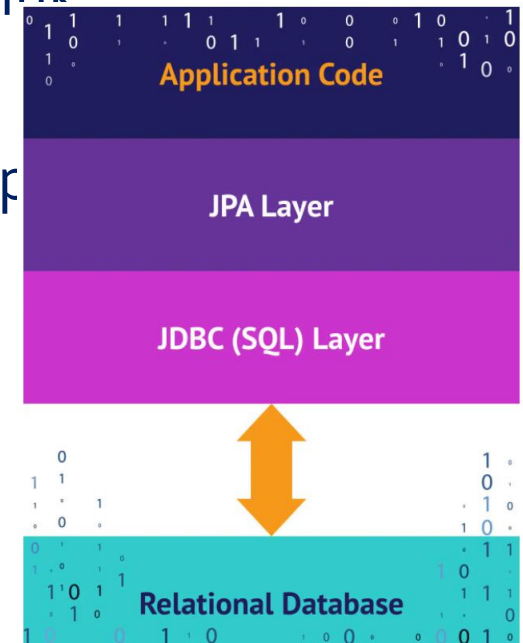 Application Code
JPA Layer
JDBC (SQL) Layer
Relational Database